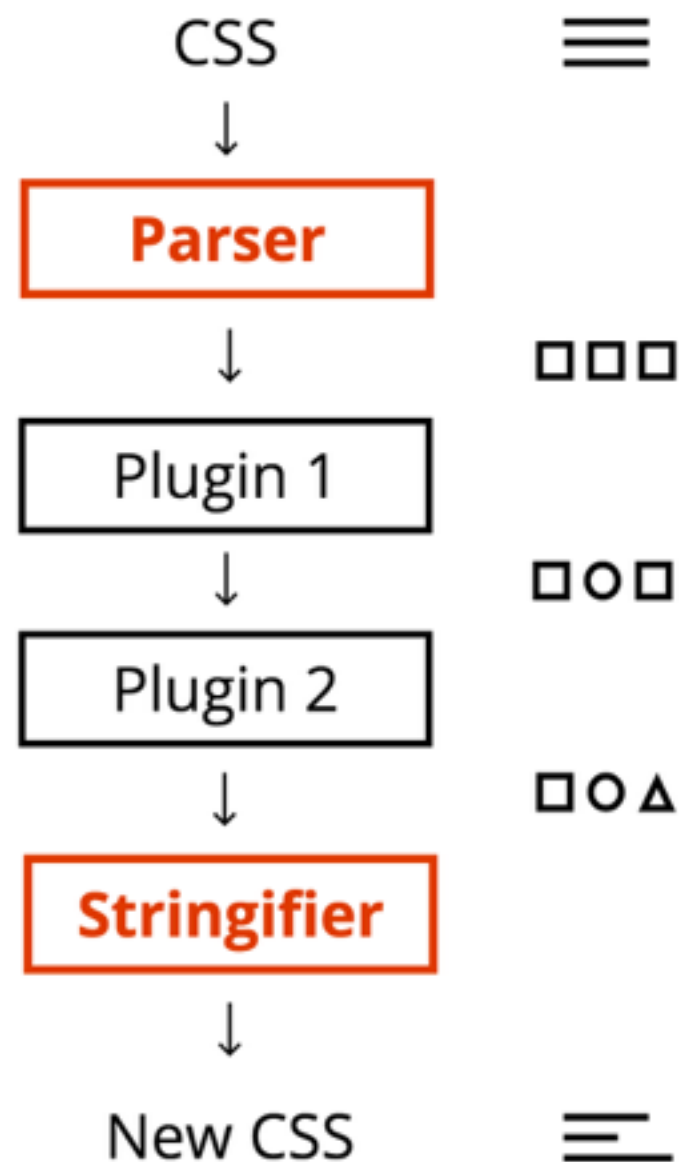 CSS
Parser
Plugin 1
Plugin 2
Stringifier
New CSS